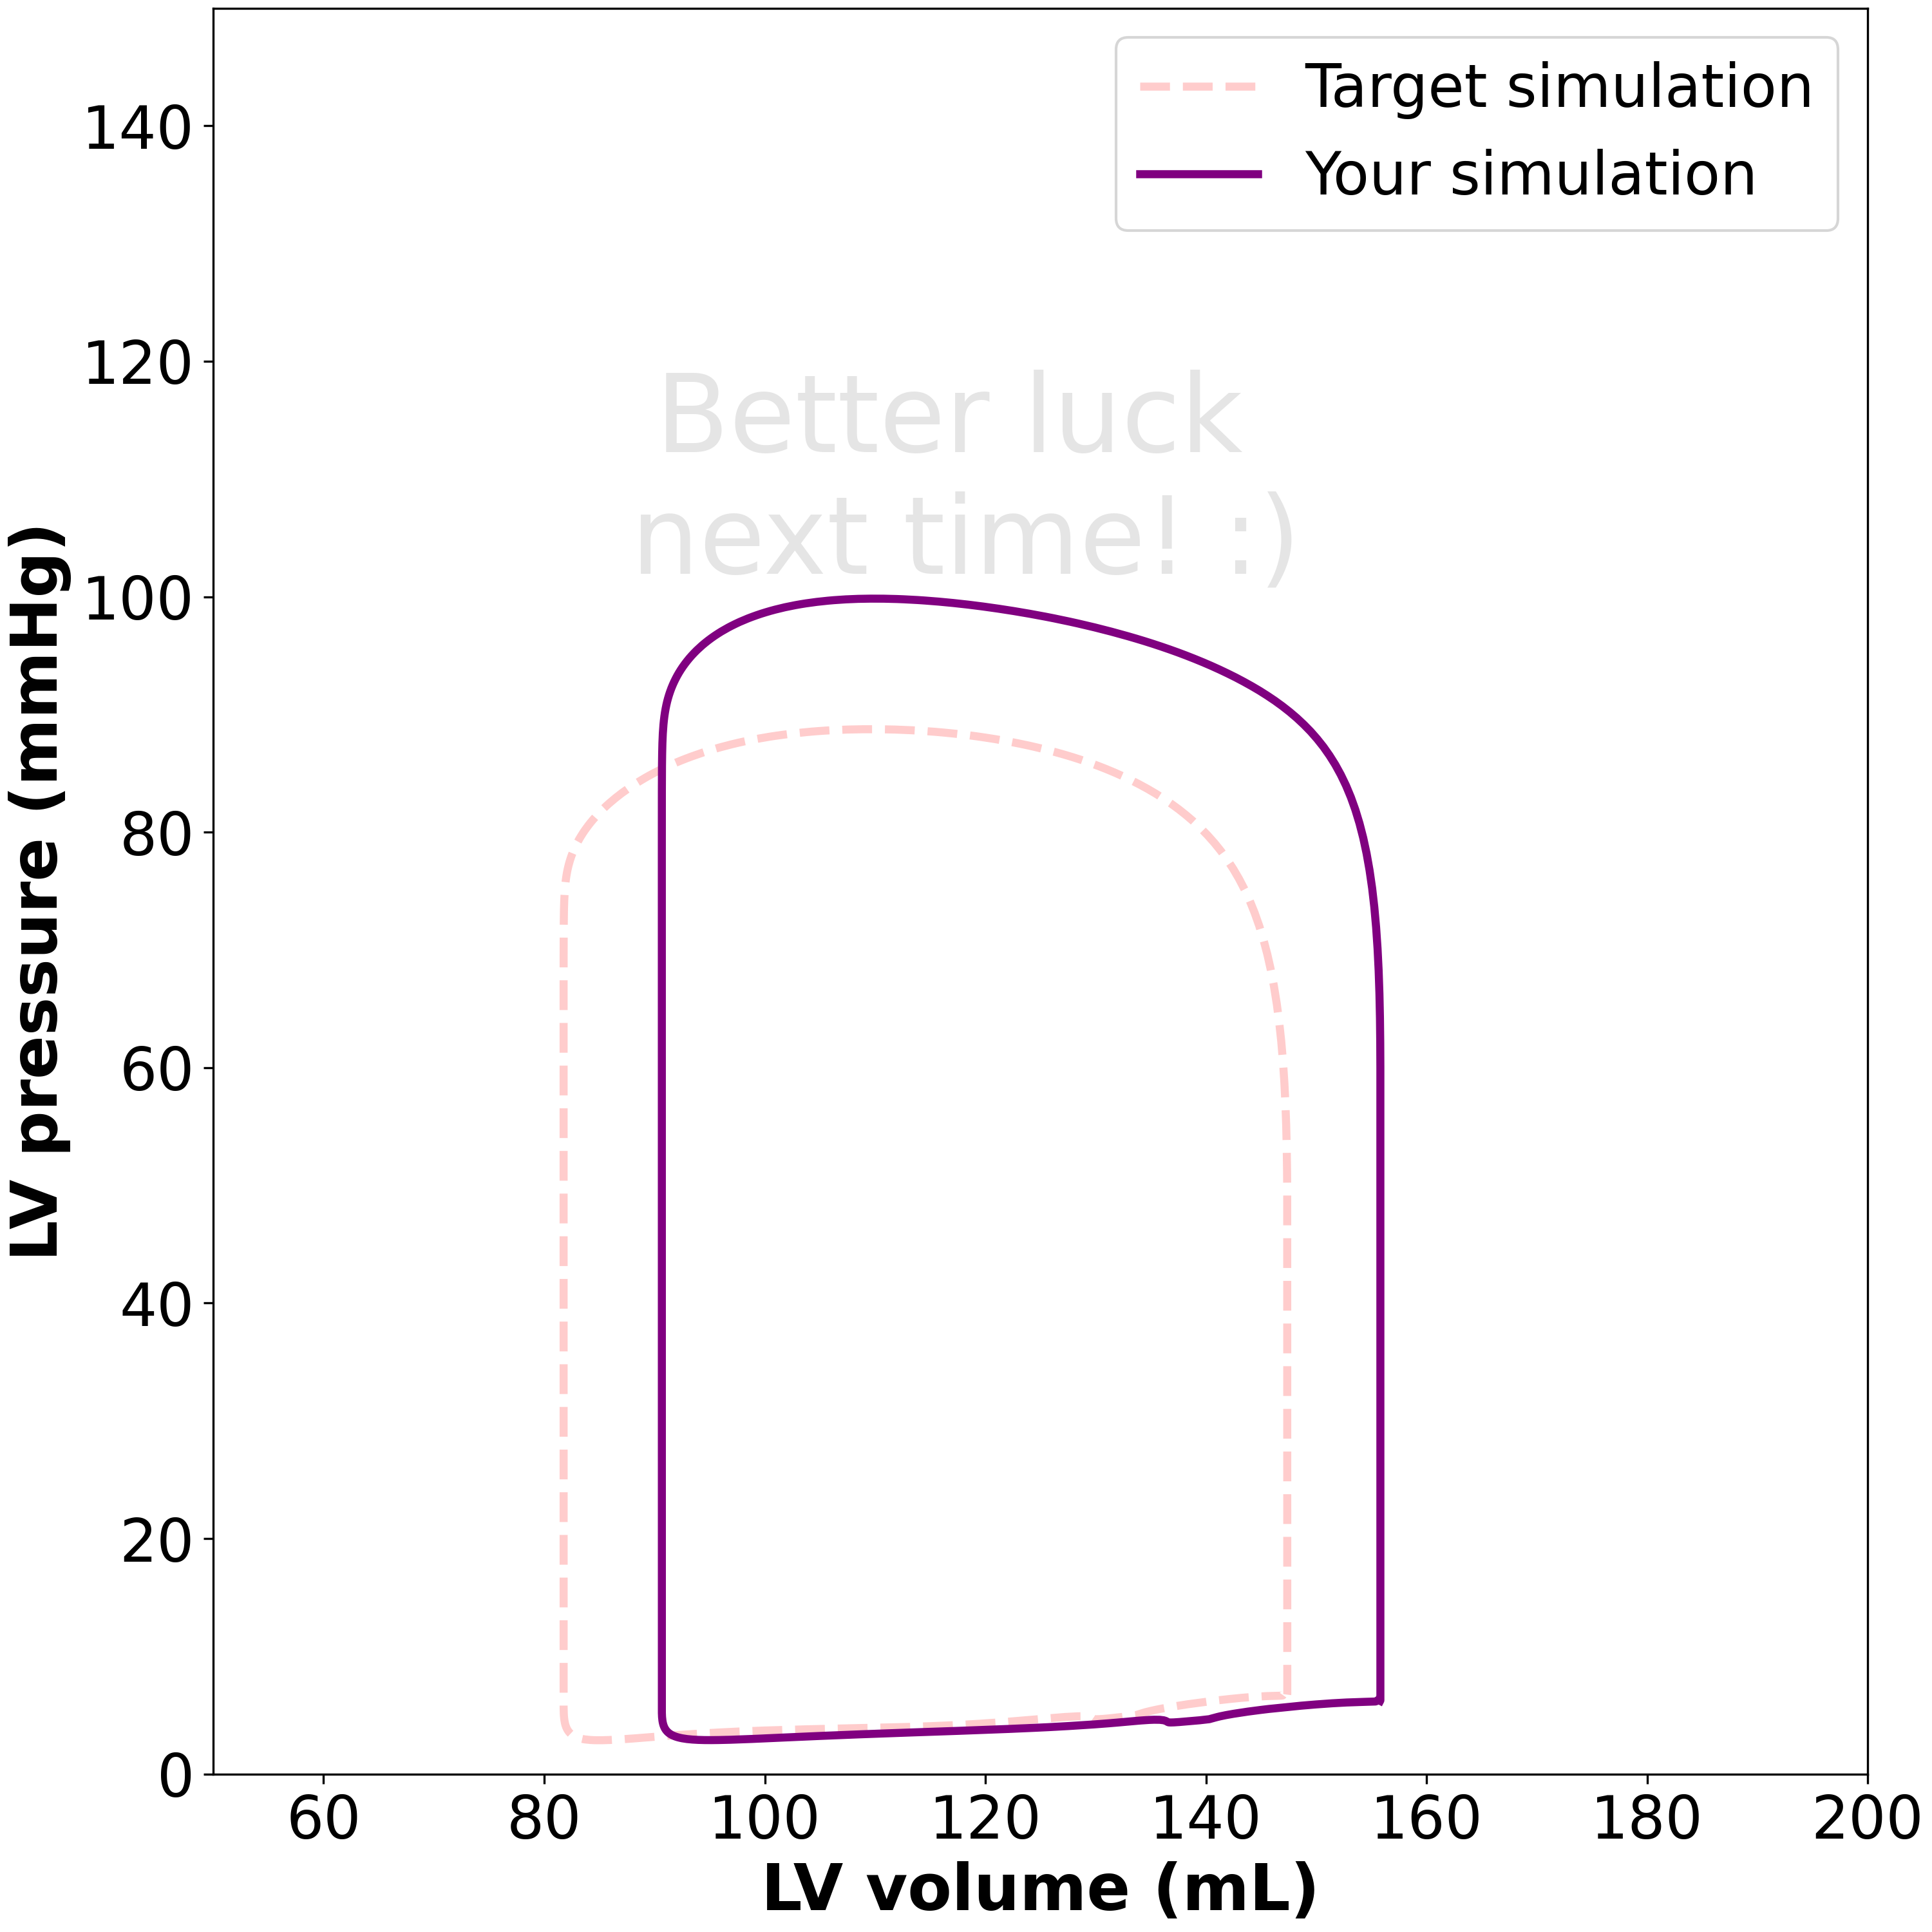 Target simulation
Your simulation
Better luck
next time! :)
LV pressure (mmHg)
140
120
100
80
60
40
20
0
60 80 100 120 140 160 180 200
LV volume (mL)